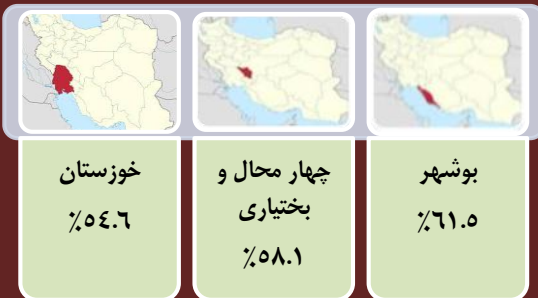 بوشهر
٪٦١.٥
چهار محال و
بختیاری
٪٥٨.١
خوزستان
٪٥٤.٦